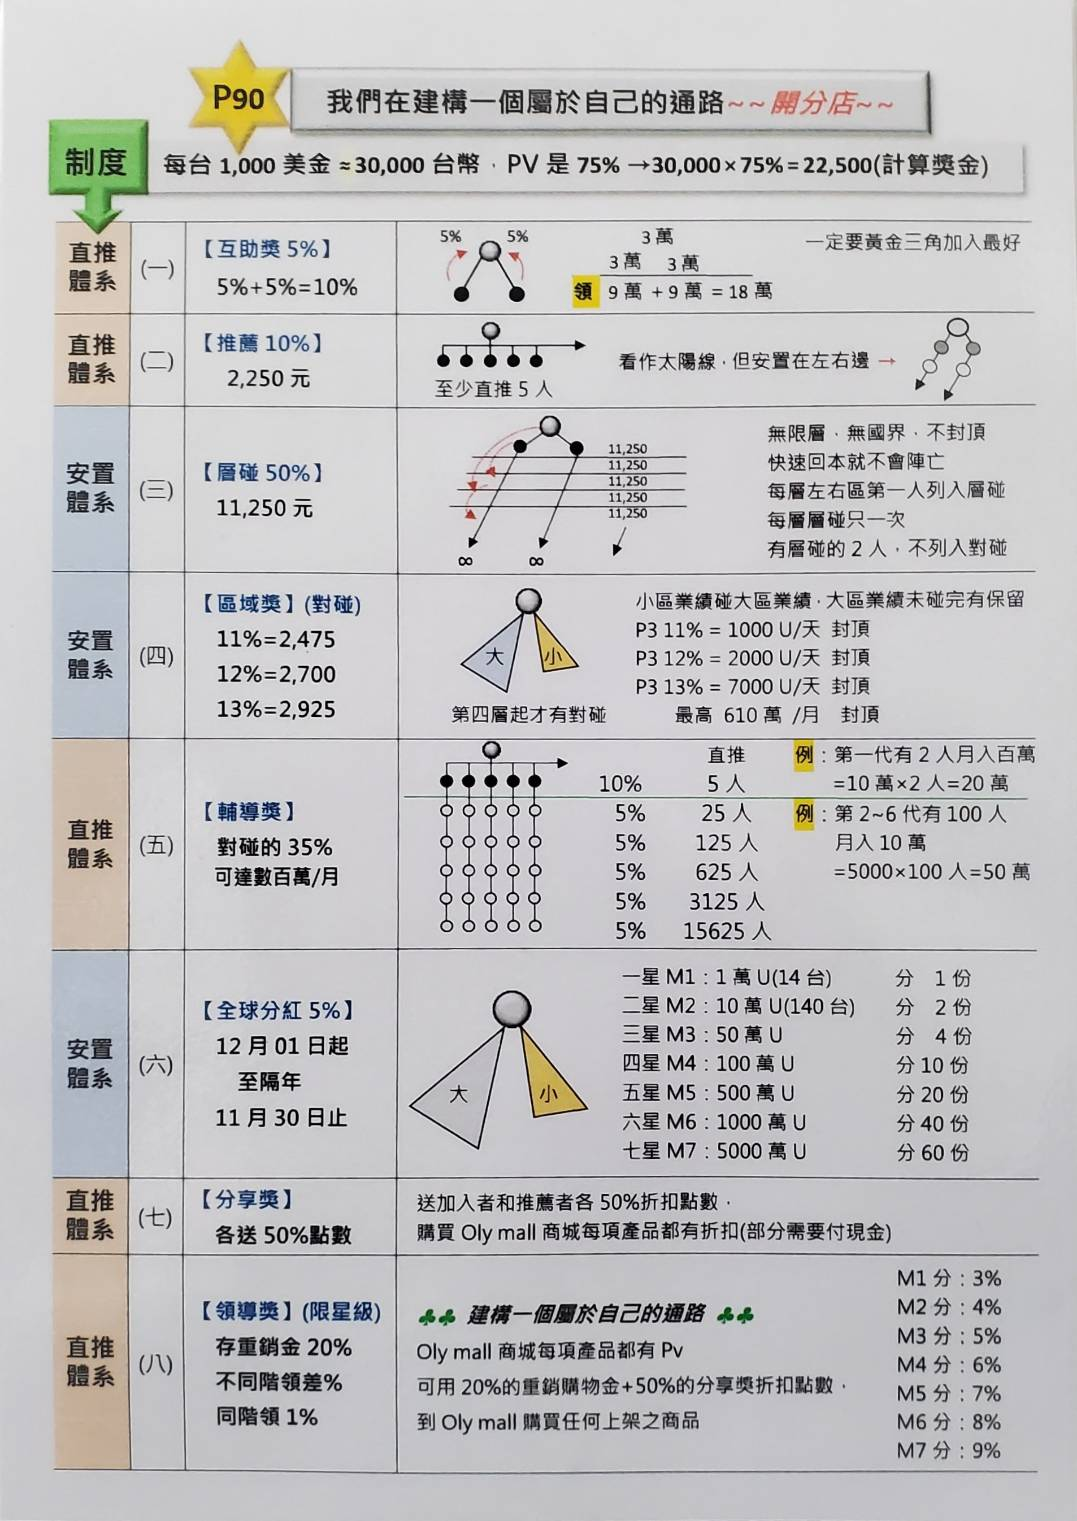 P90
我們在建構一個屬於自己的通路~~開分店~~
制度
每台 1,000 美金 ≈30,000 台幣，PV 是 75% →30,000×75%=22,500(計算獎金)
直推體系
(一)
【互助獎 5%】
5%+5%=10%
5% 5%
3 萬
3 萬 3 萬
領 9 萬 +9 萬 =18 萬
一定要黃金三角加入最好
直推體系
(二)
【推薦 10%】
2,250 元
至少直推 5 人
看作太陽線，但安置在左右邊 →
安置體系
(三)
【層碰 50%】
11,250 元
11,250
11,250
11,250
11,250
11,250
∞ ∞
無限層，無國界，不封頂
快速回本就不會陣亡
每層左右區第一人列入層碰
每層層碰只一次
有層碰的 2 人，不列入對碰
安置體系
(四)
【區域獎】(對碰)
11%=2,475
12%=2,700
13%=2,925
大 小
第四層起才有對碰
小區業績碰大區業績，大區業績未碰完有保留
P3 11% = 1000 U/天 封頂
P3 12% = 2000 U/天 封頂
P3 13% = 7000 U/天 封頂
最高 610 萬 /月 封頂
直推體系
(五)
【輔導獎】
對碰的 35%
可達數百萬/月
直推
10% 5 人
5% 25 人
5% 125 人
5% 625 人
5% 3125 人
5% 15625 人
例：第一代有 2 人月入百萬
=10 萬×2 人=20 萬
例：第 2~6 代有 100 人
月入 10 萬
=5000×100 人=50 萬
安置體系
(六)
【全球分紅 5%】
12 月 01 日起
至隔年
11 月 30 日止
大 小
一星 M1：1 萬 U(14 台) 分 1 份
二星 M2：10 萬 U(140 台) 分 2 份
三星 M3：50 萬 U 分 4 份
四星 M4：100 萬 U 分 10 份
五星 M5：500 萬 U 分 20 份
六星 M6：1000 萬 U 分 40 份
七星 M7：5000 萬 U 分 60 份
直推體系
(七)
【分享獎】
各送 50%點數
送加入者和推薦者各 50%折扣點數，
購買 Oly mall 商城每項產品都有折扣(部分需要付現金)
直推體系
(八)
【領導獎】(限星級)
存重銷金 20%
不同階領差%
同階領 1%
♣♣ 建構一個屬於自己的通路 ♣♣
Oly mall 商城每項產品都有 Pv
可用 20%的重銷購物金+50%的分享獎折扣點數，
到 Oly mall 購買任何上架之商品
M1 分：3%
M2 分：4%
M3 分：5%
M4 分：6%
M5 分：7%
M6 分：8%
M7 分：9%